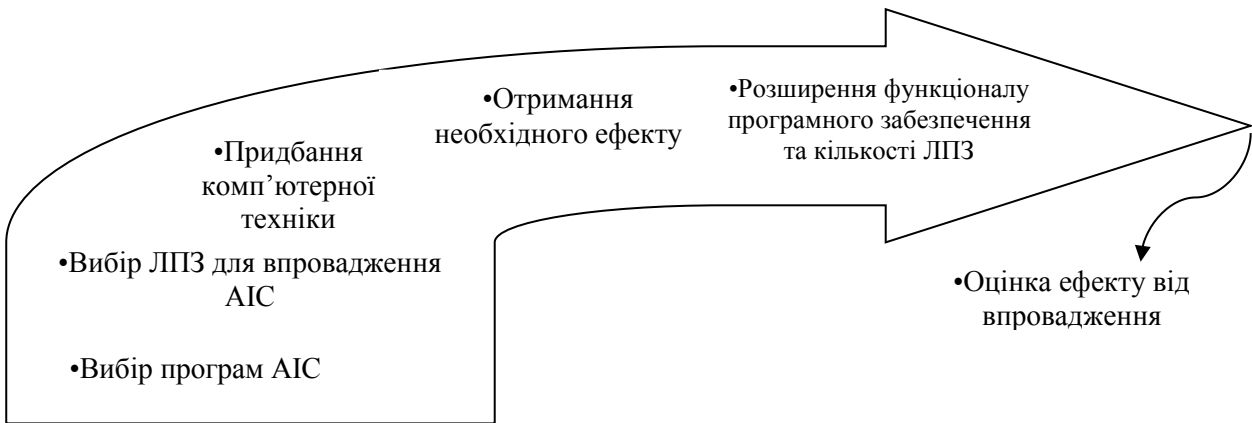 •Отримання
необхідного ефекту
•Розширення функціоналу
програмного забезпечення
та кількості ЛПЗ
•Придбання
комп’ютерної
техніки
•Вибір ЛПЗ для впровадження
АІС
•Вибір програм АІС
•Оцінка ефекту від
впровадження